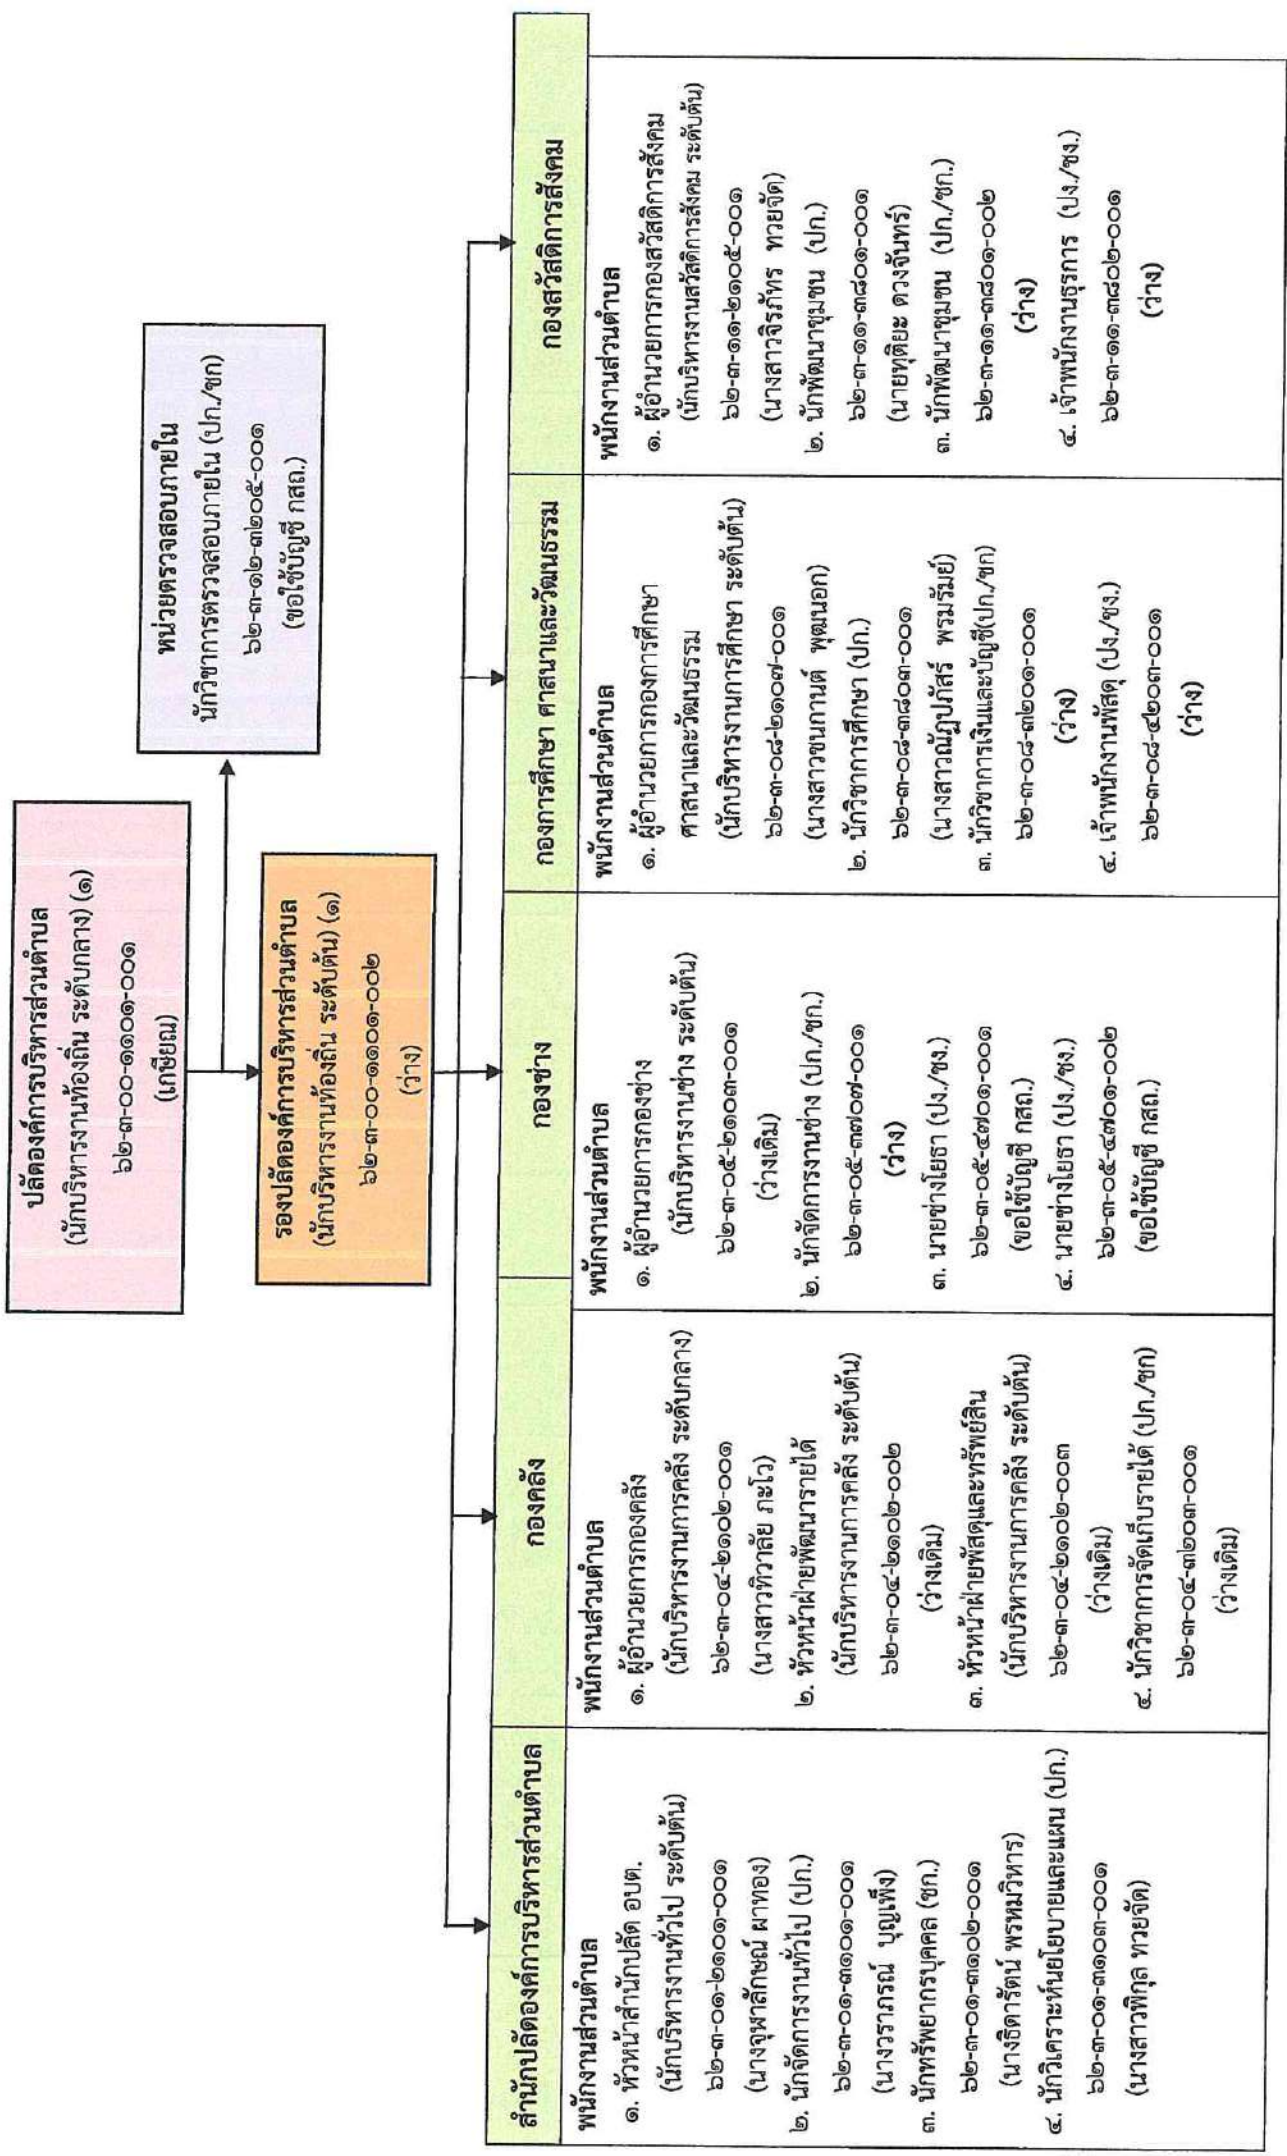 ปลัดองค์การบริหารส่วนตำบล
(นักบริหารงานท้องถิ่น ระดับกลาง) (๑)
๖๒-๓-๐๐-๑๑๐๑-๐๐๑
(เกษียณ)
หน่วยตรวจสอบภายใน
นักวิชาการตรวจสอบภายใน (ปก./ชก)
๖๒-๓-๑๒-๓๒๐๕-๐๐๑
(ขอใช้บัญชี กสถ.)
รองปลัดองค์การบริหารส่วนตำบล
(นักบริหารงานท้องถิ่น ระดับต้น) (๑)
๖๒-๓-๐๐-๑๑๐๑-๐๐๒
(ว่าง)
สำนักปลัดองค์การบริหารส่วนตำบล
พนักงานส่วนตำบล
๑. หัวหน้าสำนักปลัด อบต.
(นักบริหารงานทั่วไป ระดับต้น)
๖๒-๓-๐๑-๒๑๐๑-๐๐๑
(นางจุฬาลักษณ์ ผาทอง)
๒. นักจัดการงานทั่วไป (ปก.)
๖๒-๓-๐๑-๓๑๐๑-๐๐๑
(นางวราภรณ์ บุญเพ็ง)
๓. นักทรัพยากรบุคคล (ชก.)
๖๒-๓-๐๑-๓๑๐๒-๐๐๑
(นางธิดารัตน์ พรหมวิหาร)
๔. นักวิเคราะห์นโยบายและแผน (ปก.)
๖๒-๓-๐๑-๓๑๐๓-๐๐๑
(นางสาวพิกุล ทวยจัด)
กองคลัง
พนักงานส่วนตำบล
๑. ผู้อำนวยการกองคลัง
(นักบริหารงานการคลัง ระดับกลาง)
๖๒-๓-๐๔-๒๑๐๒-๐๐๑
(นางสาวทิวาลัย ภะโว)
๒. หัวหน้าฝ่ายพัฒนารายได้
(นักบริหารงานการคลัง ระดับต้น)
๖๒-๓-๐๔-๒๑๐๒-๐๐๒
(ว่างเดิม)
๓. หัวหน้าฝ่ายพัสดุและทรัพย์สิน
(นักบริหารงานการคลัง ระดับต้น)
๖๒-๓-๐๔-๒๑๐๒-๐๐๓
(ว่างเดิม)
๔. นักวิชาการจัดเก็บรายได้ (ปก./ชก)
๖๒-๓-๐๔-๓๒๐๓-๐๐๑
(ว่างเดิม)
กองช่าง
พนักงานส่วนตำบล
๑. ผู้อำนวยการกองช่าง
(นักบริหารงานช่าง ระดับต้น)
๖๒-๓-๐๕-๒๑๐๓-๐๐๑
(ว่างเดิม)
๒. นักจัดการงานช่าง (ปก./ชก.)
๖๒-๓-๐๕-๓๗๐๗-๐๐๑
(ว่าง)
๓. นายช่างโยธา (ปง./ชง.)
๖๒-๓-๐๕-๔๗๐๑-๐๐๑
(ขอใช้บัญชี กสถ.)
๔. นายช่างโยธา (ปง./ชง.)
๖๒-๓-๐๕-๔๗๐๑-๐๐๒
(ขอใช้บัญชี กสถ.)
กองการศึกษา ศาสนาและวัฒนธรรม
พนักงานส่วนตำบล
๑. ผู้อำนวยการกองการศึกษา
ศาสนาและวัฒนธรรม
(นักบริหารงานการศึกษา ระดับต้น)
๖๒-๓-๐๘-๒๑๐๗-๐๐๑
(นางสาวชนกานต์ พุฒนอก)
๒. นักวิชาการศึกษา (ปก.)
๖๒-๓-๐๘-๓๘๐๓-๐๐๑
(นางสาวณัฏปภัสร์ พรมรัมย์)
๓. นักวิชาการเงินและบัญชี(ปก./ชก)
๖๒-๓-๐๘-๓๒๐๑-๐๐๑
(ว่าง)
๔. เจ้าพนักงานพัสดุ (ปง./ชง.)
๖๒-๓-๐๘-๔๒๐๓-๐๐๑
(ว่าง)
กองสวัสดิการสังคม
พนักงานส่วนตำบล
๑. ผู้อำนวยการกองสวัสดิการสังคม
(นักบริหารงานสวัสดิการสังคม ระดับต้น)
๖๒-๓-๑๑-๒๑๐๕-๐๐๑
(นางสาวจิรภัทร ทวยจัด)
๒. นักพัฒนาชุมชน (ปก.)
๖๒-๓-๑๑-๓๘๐๑-๐๐๑
(นายทุติยะ ดวงจันทร์)
๓. นักพัฒนาชุมชน (ปก./ชก.)
๖๒-๓-๑๑-๓๘๐๑-๐๐๒
(ว่าง)
๔. เจ้าพนักงานธุรการ (ปง./ชง.)
๖๒-๓-๑๑-๓๘๐๒-๐๐๑
(ว่าง)